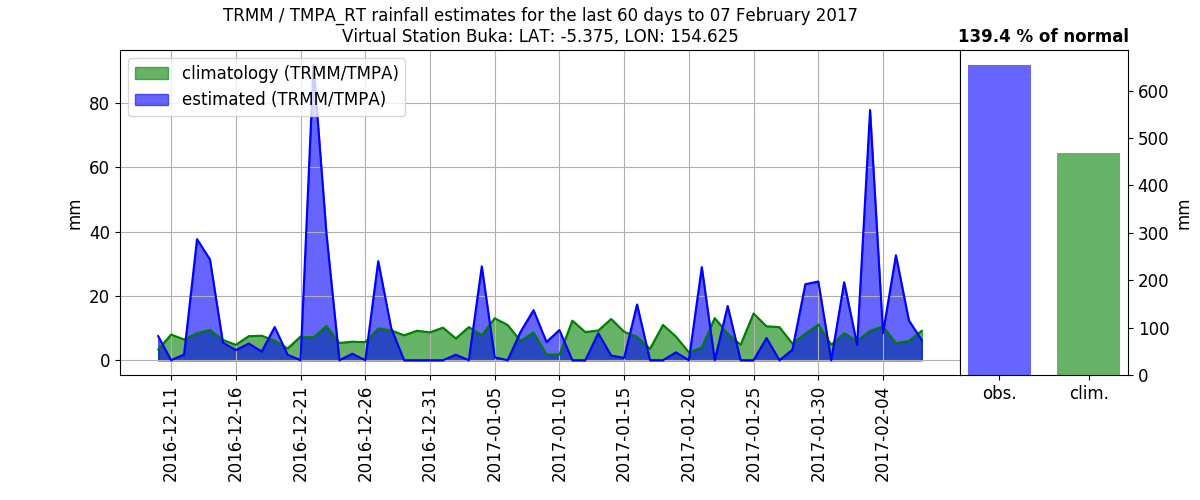 TRMM / TMPA_RT rainfall estimates for the last 60 days to 07 February 2017
Virtual Station Buka: LAT: -5.375, LON: 154.625
139.4 % of normal
climatology (TRMM/TMPA)
estimated (TRMM/TMPA)
mm
80
60
40
20
0
2016-12-11
2016-12-16
2016-12-21
2016-12-26
2016-12-31
2017-01-05
2017-01-10
2017-01-15
2017-01-20
2017-01-25
2017-01-30
2017-02-04
600
500
400
300
200
100
0
mm
obs.
clim.